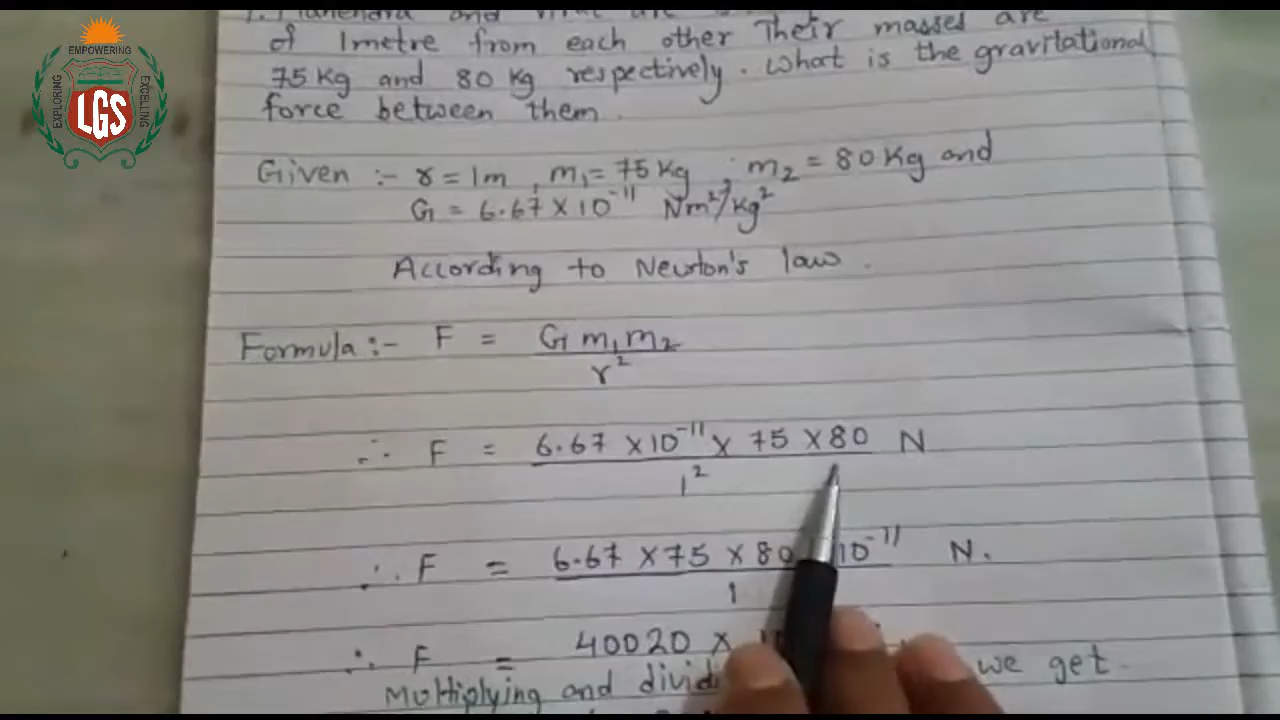 EMPOWERING
EXPLORING
EXCELLING
LGS
1. Mahendra and
of 1metre from each other Their masses are
75 Kg and 80 Kg respectively. What is the gravitational
force between them.
Given :- r = 1m , m₁ = 75 Kg , m₂ = 80 Kg and
G = 6.67 X 10⁻¹¹ Nm²/kg²
According to Newton's law.
Formula :- F = G m₁ m₂ / r²
∴ F = 6.67 X 10⁻¹¹ X 75 X 80 / 1² N
∴ F = 6.67 X 75 X 80 10⁻¹¹ / 1 N.
∴ F = 40020 X
Multiplying and we get.